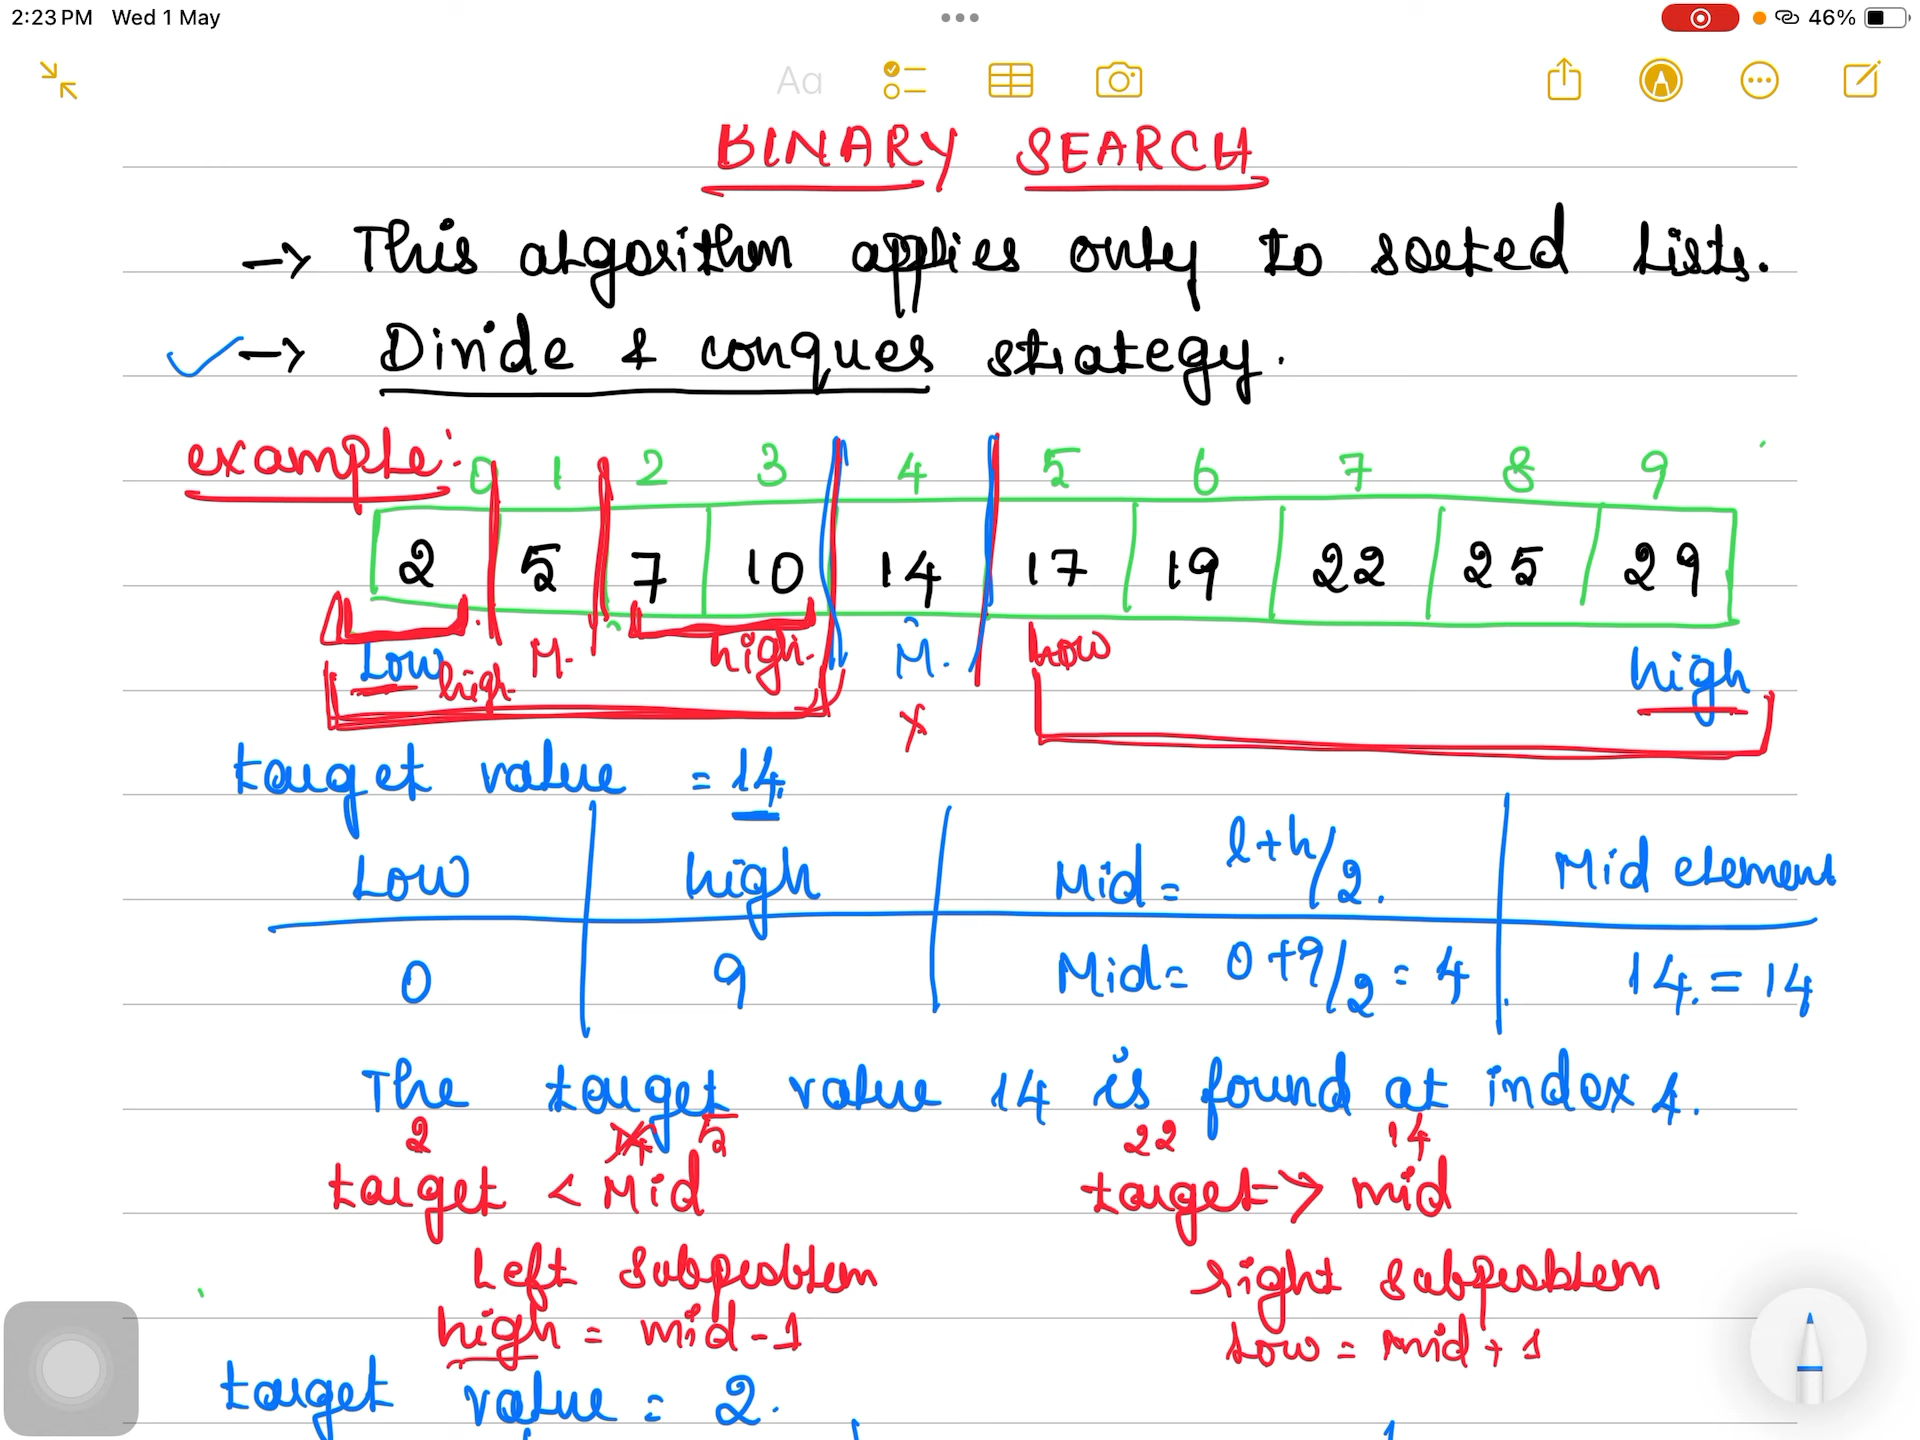 2:23 PM Wed 1 May
46%
Aa
BINARY SEARCH
→ This algorithm applies only to sorted lists.
→ Divide & conquer strategy.
example:
0 1 2 3 4 5 6 7 8 9
2 5 7 10 14 17 19 22 25 29
Low high M. high. M. Low high
x
target value = 14
Low high Mid = l+h/2. Mid element
0 9 Mid = 0+9/2 = 4 14. = 14
The target value 14 is found at index 4.
2 14 5 22 14
target < Mid target > mid
Left subproblem right subproblem
high = mid - 1 Low = mid + 1
target value = 2.